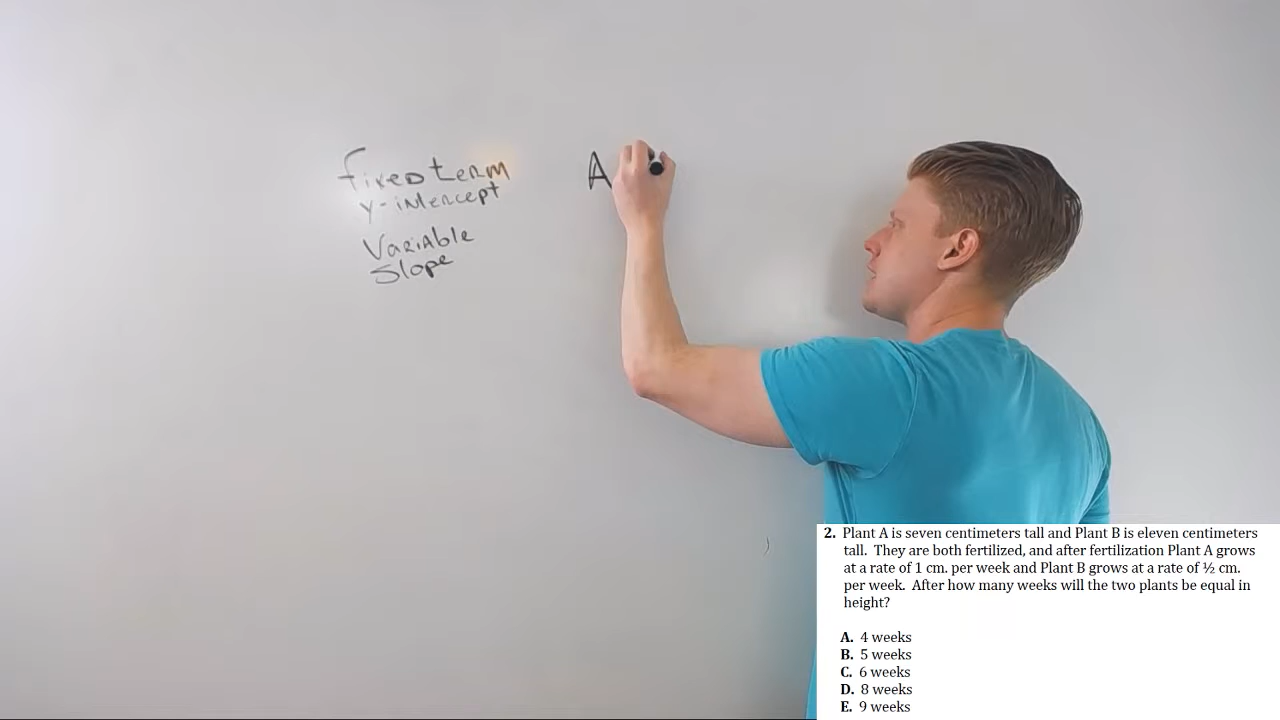 fixed term
y-intercept
Variable
Slope
A
2. Plant A is seven centimeters tall and Plant B is eleven centimeters
tall. They are both fertilized, and after fertilization Plant A grows
at a rate of 1 cm. per week and Plant B grows at a rate of ½ cm.
per week. After how many weeks will the two plants be equal in
height?
A. 4 weeks
B. 5 weeks
C. 6 weeks
D. 8 weeks
E. 9 weeks